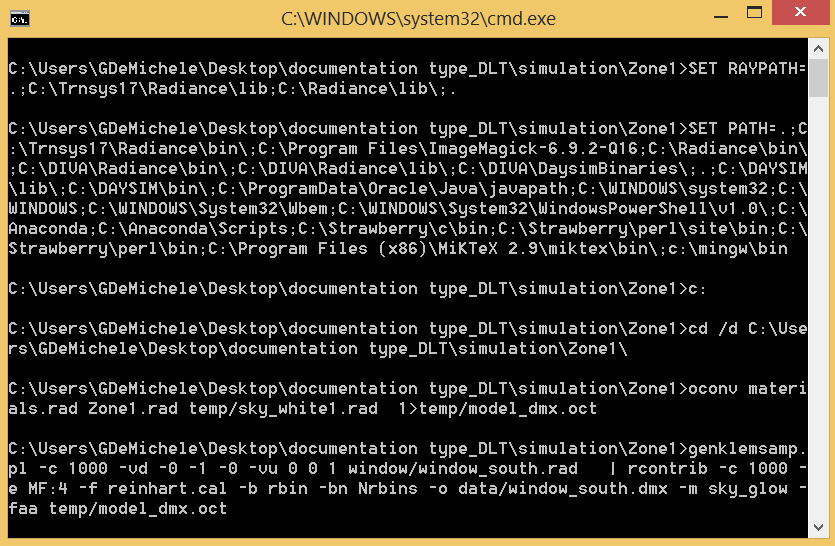 C:\WINDOWS\system32\cmd.exe
C:\Users\GDeMichele\Desktop\documentation type_DLT\simulation\Zone1>SET RAYPATH=
.;C:\Trnsys17\Radiance\lib;C:\Radiance\lib\;.
C:\Users\GDeMichele\Desktop\documentation type_DLT\simulation\Zone1>SET PATH=.;C
:\Trnsys17\Radiance\bin\;C:\Program Files\ImageMagick-6.9.2-Q16;C:\Radiance\bin\
;C:\DIVA\Radiance\bin\;C:\DIVA\Radiance\lib\;C:\DIVA\DaysimBinaries\;.;C:\DAYSIM
\lib\;C:\DAYSIM\bin\;C:\ProgramData\Oracle\Java\javapath;C:\WINDOWS\system32;C:\
WINDOWS;C:\WINDOWS\System32\Wbem;C:\WINDOWS\System32\WindowsPowerShell\v1.0\;C:\
Anaconda;C:\Anaconda\Scripts;C:\Strawberry\c\bin;C:\Strawberry\perl\site\bin;C:\
Strawberry\perl\bin;C:\Program Files (x86)\MiKTeX 2.9\miktex\bin\;c:\mingw\bin
C:\Users\GDeMichele\Desktop\documentation type_DLT\simulation\Zone1>c:
C:\Users\GDeMichele\Desktop\documentation type_DLT\simulation\Zone1>cd /d C:\Use
rs\GDeMichele\Desktop\documentation type_DLT\simulation\Zone1\
C:\Users\GDeMichele\Desktop\documentation type_DLT\simulation\Zone1>oconv materi
als.rad Zone1.rad temp/sky_white1.rad  1>temp/model_dmx.oct
C:\Users\GDeMichele\Desktop\documentation type_DLT\simulation\Zone1>genklemsamp.
pl -c 1000 -vd -0 -1 -0 -vu 0 0 1 window/window_south.rad   | rcontrib -c 1000 -
e MF:4 -f reinhart.cal -b rbin -bn Nrbins -o data/window_south.dmx -m sky_glow -
faa temp/model_dmx.oct